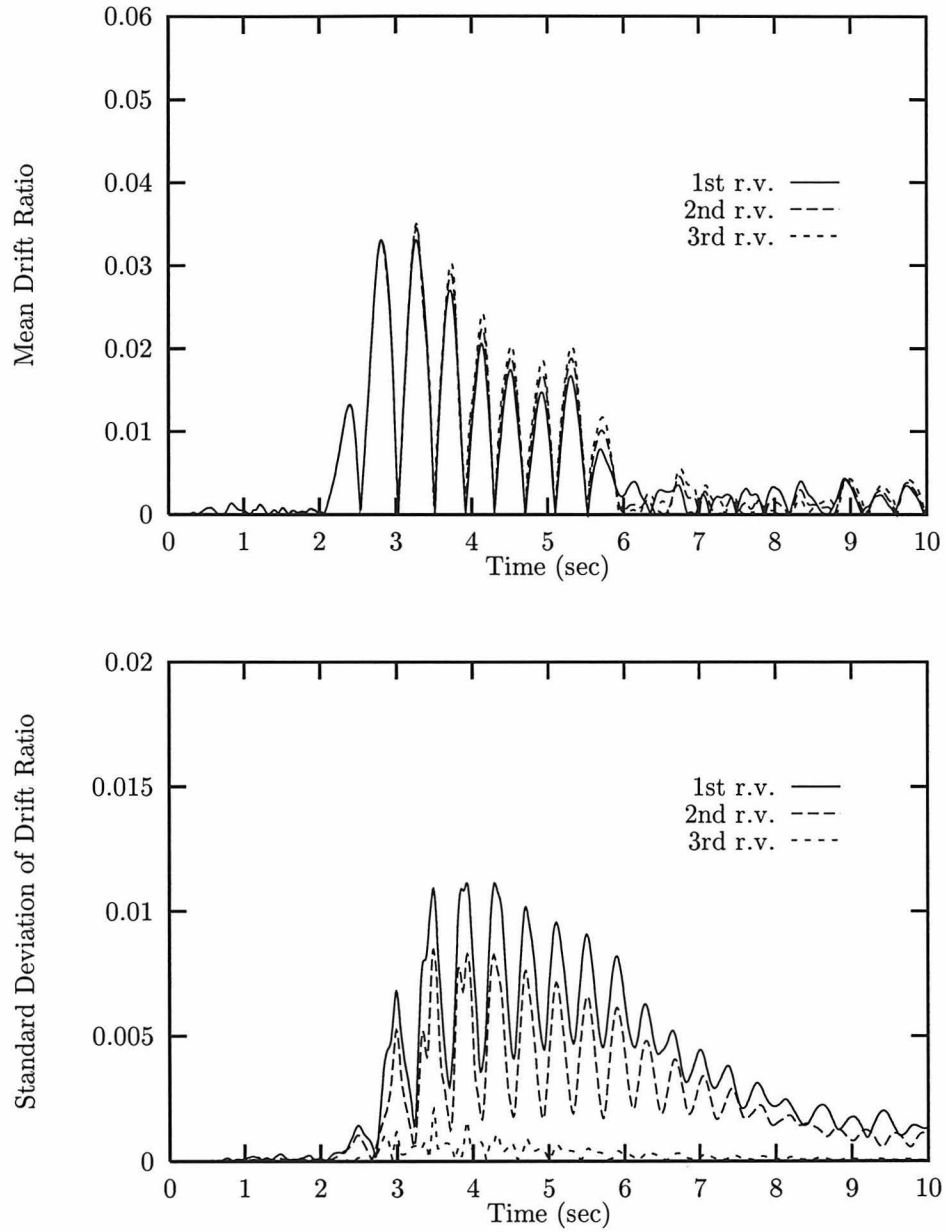 Mean Drift Ratio
0.06
0.05
0.04
0.03
0.02
0.01
0
1st r.v.
2nd r.v.
3rd r.v.
0 1 2 3 4 5 6 7 8 9 10
Time (sec)
Standard Deviation of Drift Ratio
0.02
0.015
0.01
0.005
0
1st r.v.
2nd r.v.
3rd r.v.
0 1 2 3 4 5 6 7 8 9 10
Time (sec)